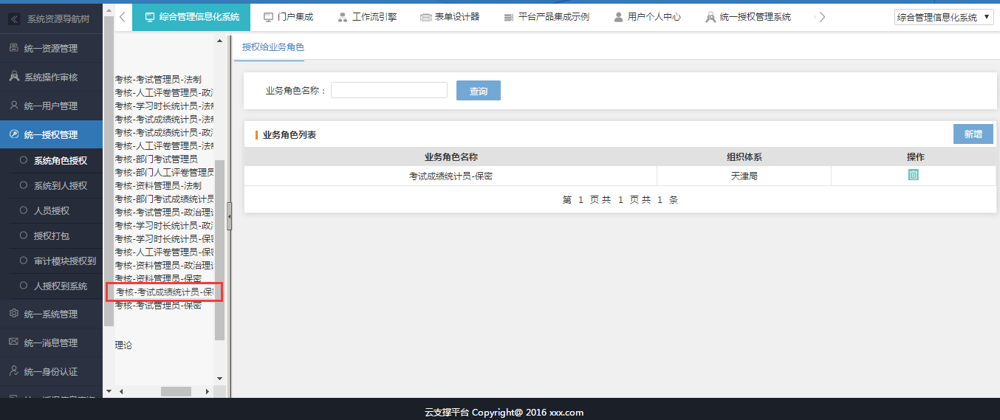 系统资源导航树
综合管理信息化系统
门户集成
工作流引擎
表单设计器
平台产品集成示例
用户个人中心
统一授权管理系统
综合管理信息化系统
统一资源管理
系统操作审核
统一用户管理
统一授权管理
系统角色授权
系统到人授权
人员授权
授权打包
审计模块授权到
人授权到系统
统一系统管理
统一消息管理
统一身份认证
考核-考试管理员-法制
考核-人工评卷管理员-政
考核-学习时长统计员-法
考核-考试成绩统计员-法
考核-考试成绩统计员-政
考核-人工评卷管理员-法
考核-部门考试管理员
考核-部门人工评卷管理员
考核-资料管理员-法制
考核-部门考试成绩统计员
考核-考试管理员-政治理
考核-学习时长统计员-政
考核-学习时长统计员-保
考核-人工评卷管理员-保
考核-资料管理员-政治理
考核-资料管理员-保密
考核-考试成绩统计员-保
考核-考试管理员-保密
理论
授权给业务角色
业务角色名称：
查询
业务角色列表
新增
业务角色名称 组织体系 操作
考试成绩统计员-保密 天津局
第 1 页 共 1 页 共 1 条
云支撑平台 Copyright@ 2016 xxx.com